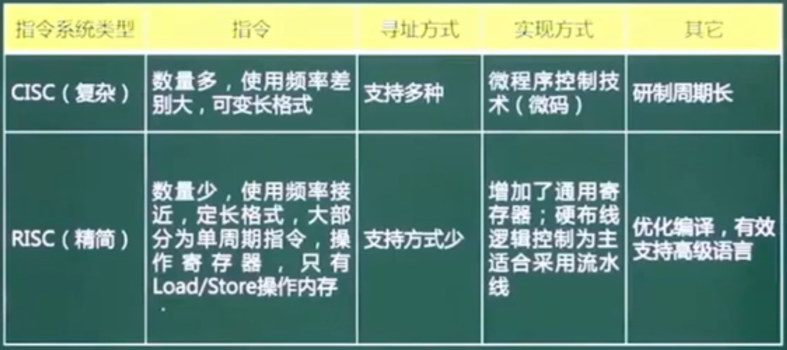 指令系统类型 指令 寻址方式 实现方式 其它
CISC（复杂）
数量多，使用频率差
别大，可变长格式
支持多种
微程序控制技
术（微码）
研制周期长
RISC（精简）
数量少，使用频率接
近，定长格式，大部
分为单周期指令，操
作寄存器，只有
Load/Store操作内存
支持方式少
增加了通用寄
存器；硬布线
逻辑控制为主
适合采用流水
线
优化编译，有效
支持高级语言